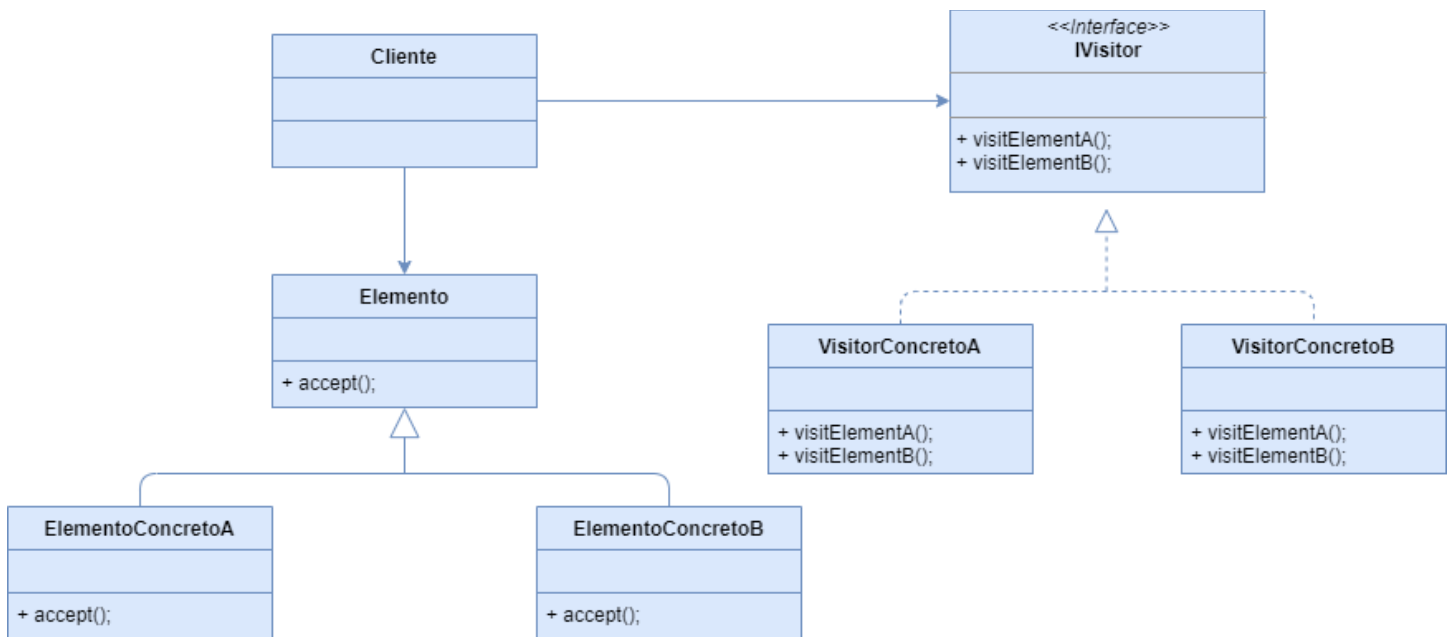 Cliente
<<Interface>>
IVisitor
+ visitElementA();
+ visitElementB();
Elemento
+ accept();
VisitorConcretoA
+ visitElementA();
+ visitElementB();
VisitorConcretoB
+ visitElementA();
+ visitElementB();
ElementoConcretoA
+ accept();
ElementoConcretoB
+ accept();